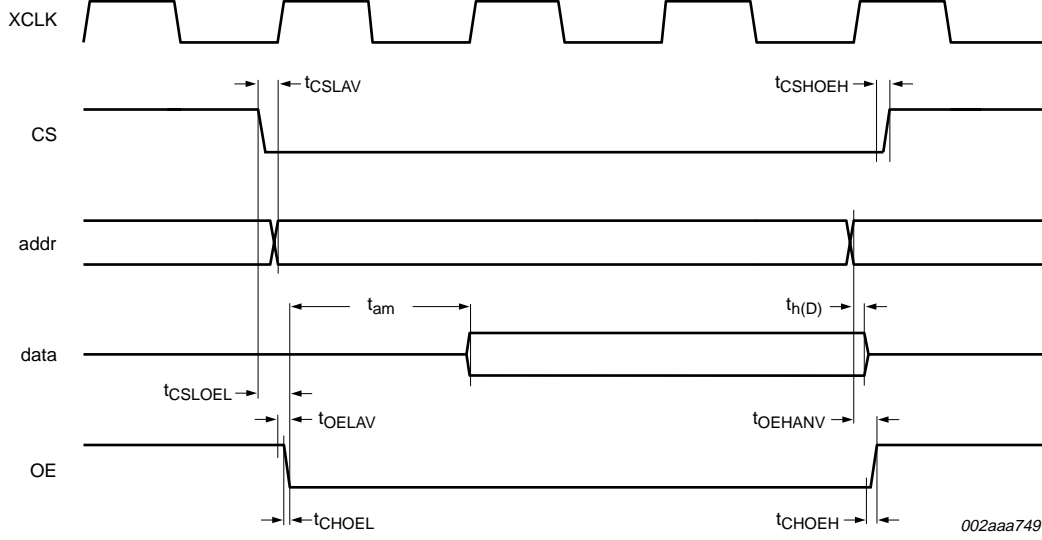 XCLK
tCSLAV
tCSHOEH
CS
addr
tam
th(D)
data
tCSLOEL
tOELAV
tOEHANV
OE
tCHOEL
tCHOEH
002aaa749